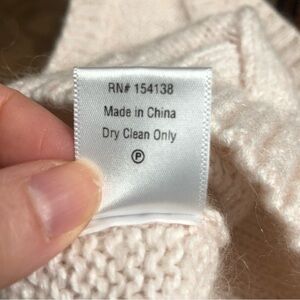 RN# 154138
Made in China
Dry Clean Only
Ⓟ